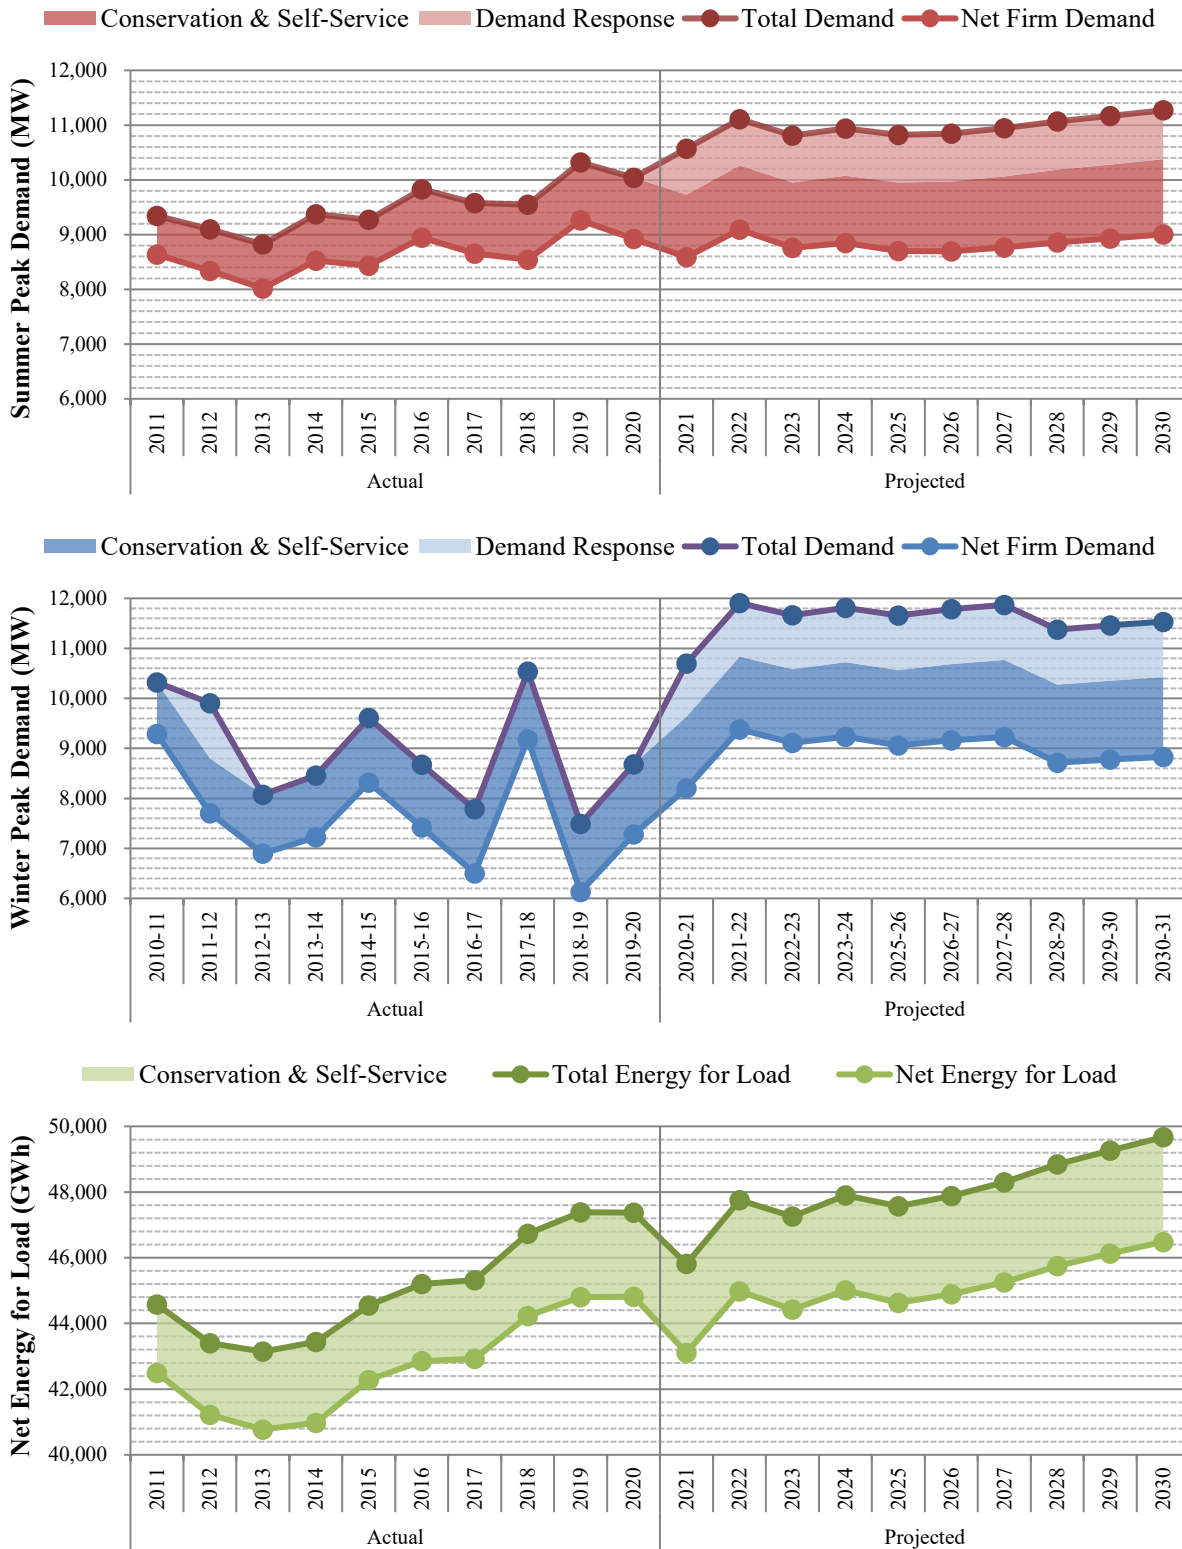 Conservation & Self-Service Demand Response Total Demand Net Firm Demand
Summer Peak Demand (MW)
12,000
11,000
10,000
9,000
8,000
7,000
6,000
2011 2012 2013 2014 2015 2016 2017 2018 2019 2020 2021 2022 2023 2024 2025 2026 2027 2028 2029 2030
Actual Projected
Conservation & Self-Service Demand Response Total Demand Net Firm Demand
Winter Peak Demand (MW)
12,000
11,000
10,000
9,000
8,000
7,000
6,000
2010-11 2011-12 2012-13 2013-14 2014-15 2015-16 2016-17 2017-18 2018-19 2019-20 2020-21 2021-22 2022-23 2023-24 2025-26 2026-27 2027-28 2028-29 2029-30 2030-31
Actual Projected
Conservation & Self-Service Total Energy for Load Net Energy for Load
Net Energy for Load (GWh)
50,000
48,000
46,000
44,000
42,000
40,000
2011 2012 2013 2014 2015 2016 2017 2018 2019 2020 2021 2022 2023 2024 2025 2026 2027 2028 2029 2030
Actual Projected